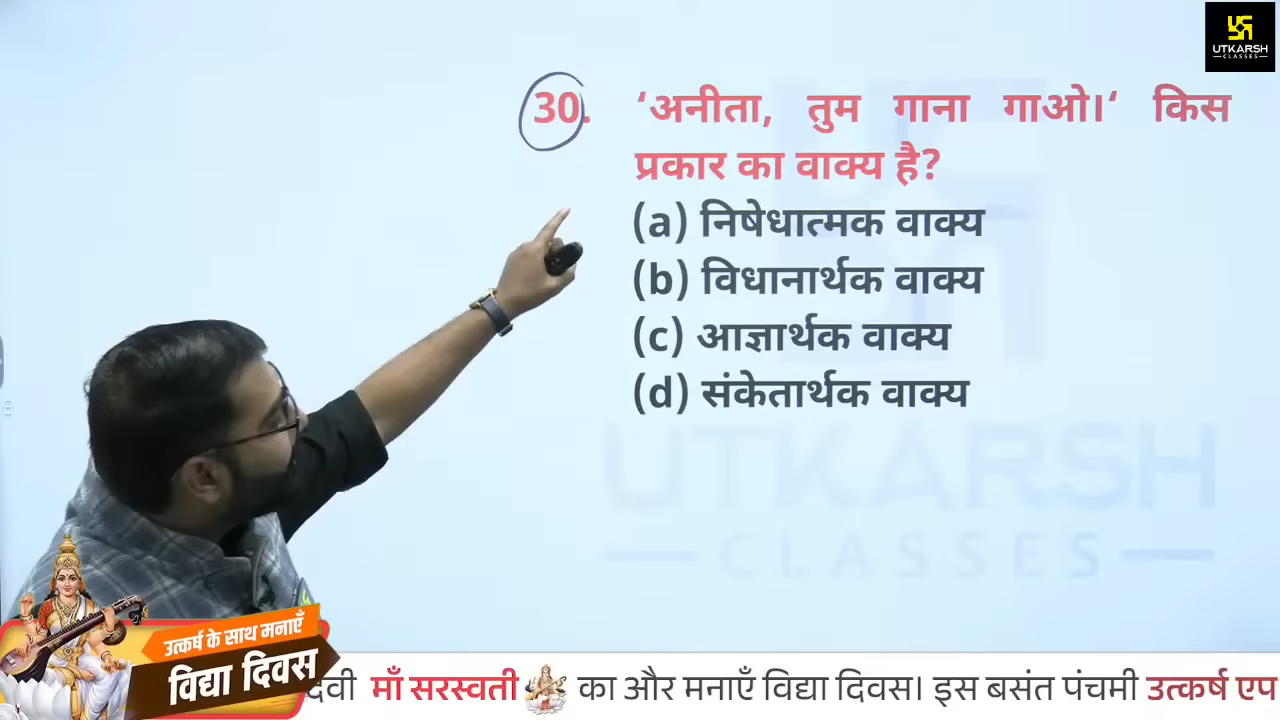 UTKARSH
CLASSES
30. ‘अनीता, तुम गाना गाओ।‘ किस
प्रकार का वाक्य है?
(a) निषेधात्मक वाक्य
(b) विधानार्थक वाक्य
(c) आज्ञार्थक वाक्य
(d) संकेतार्थक वाक्य
UTKARSH
CLASSES
उत्कर्ष के साथ मनाएँ
विद्या दिवस
देवी माँ सरस्वती का और मनाएँ विद्या दिवस। इस बसंत पंचमी उत्कर्ष एप